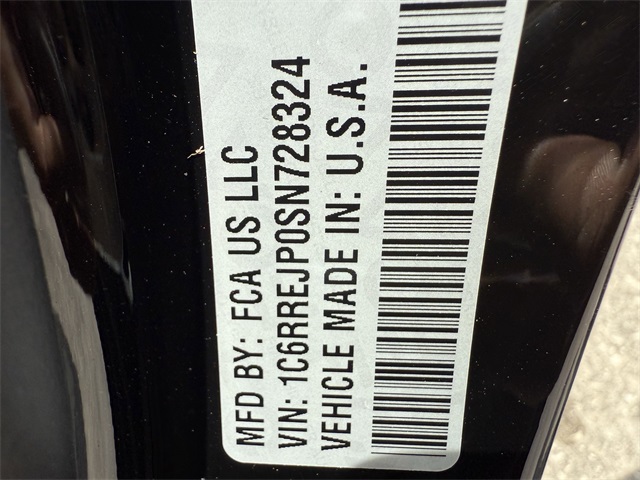 MFD BY: FCA US LLC
VIN: 1C6RREJP0SN728324
VEHICLE MADE IN: U.S.A.